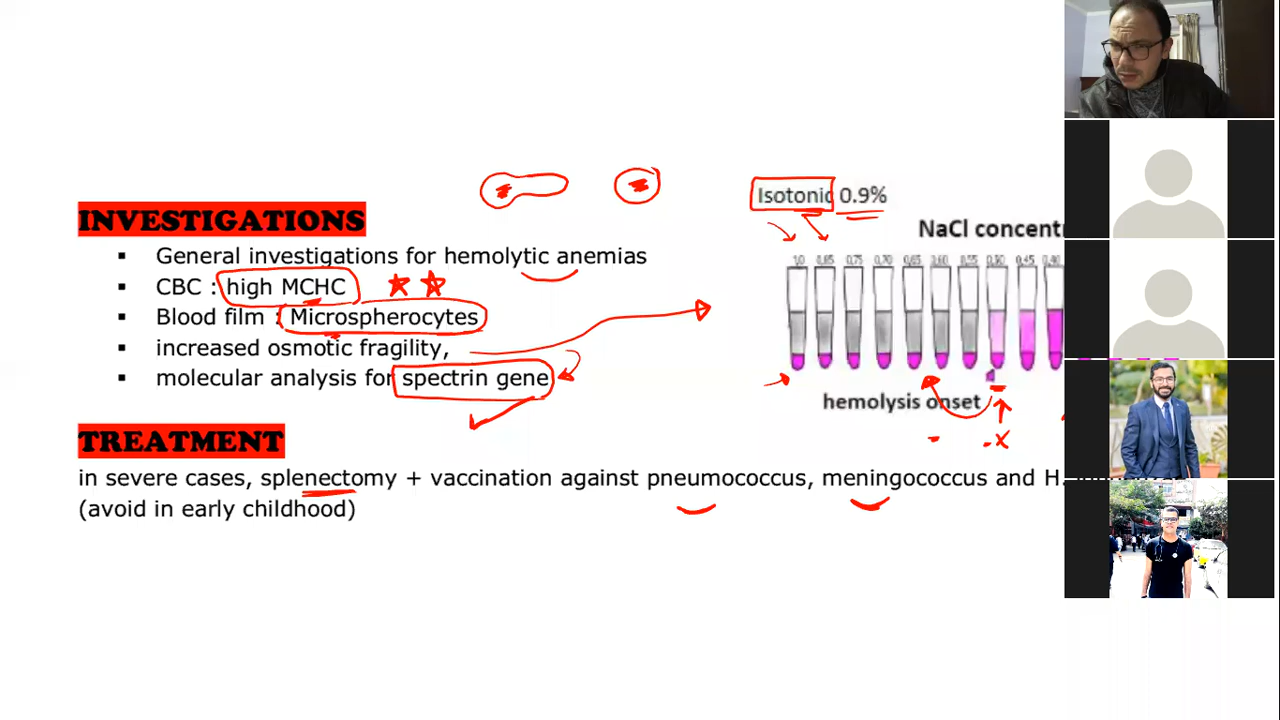 Isotonic 0.9%
INVESTIGATIONS
NaCl concentr
▪ General investigations for hemolytic anemias
1.0 0.85 0.75 0.70 0.65 0.60 0.55 0.50 0.45 0.40
▪ CBC : high MCHC
▪ Blood film : Microspherocytes
▪ increased osmotic fragility,
▪ molecular analysis for spectrin gene
hemolysis onset
TREATMENT
in severe cases, splenectomy + vaccination against pneumococcus, meningococcus and H.
(avoid in early childhood)